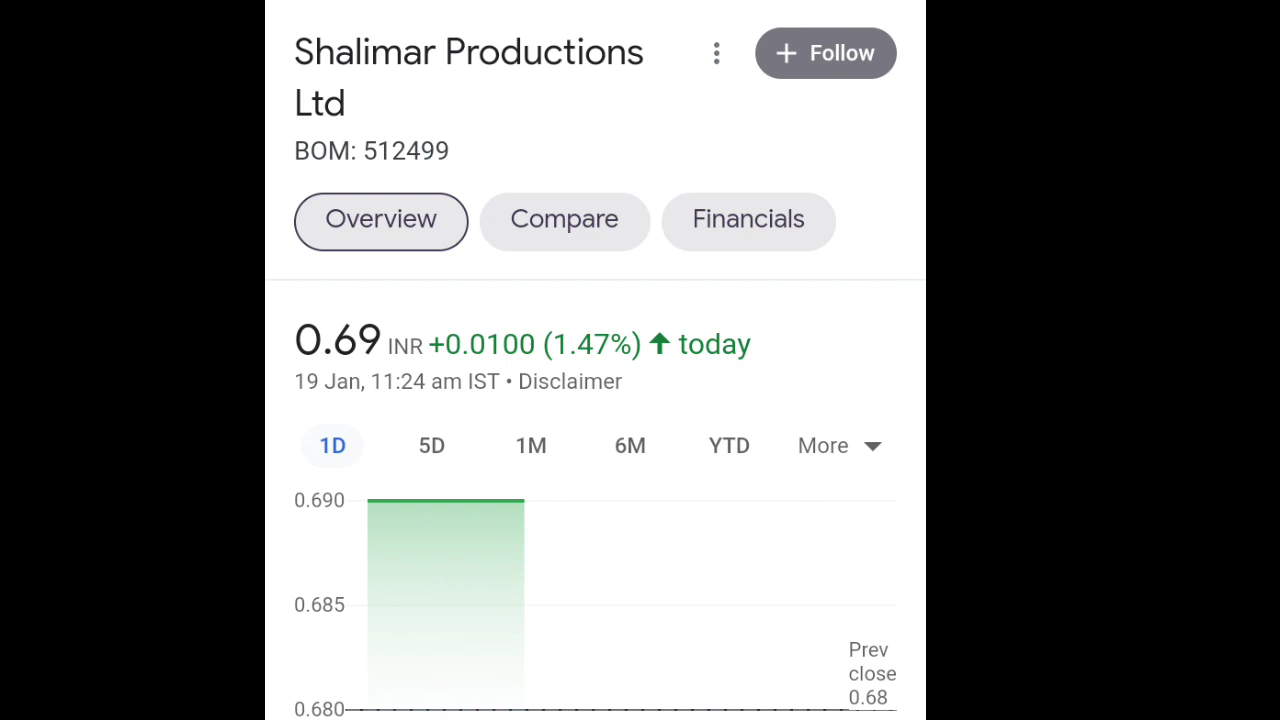 Shalimar Productions
Ltd
+ Follow
BOM: 512499
Overview Compare Financials
0.69 INR +0.0100 (1.47%) ↑ today
19 Jan, 11:24 am IST • Disclaimer
1D 5D 1M 6M YTD More
0.690
0.685
Prev
close
0.68
0.680